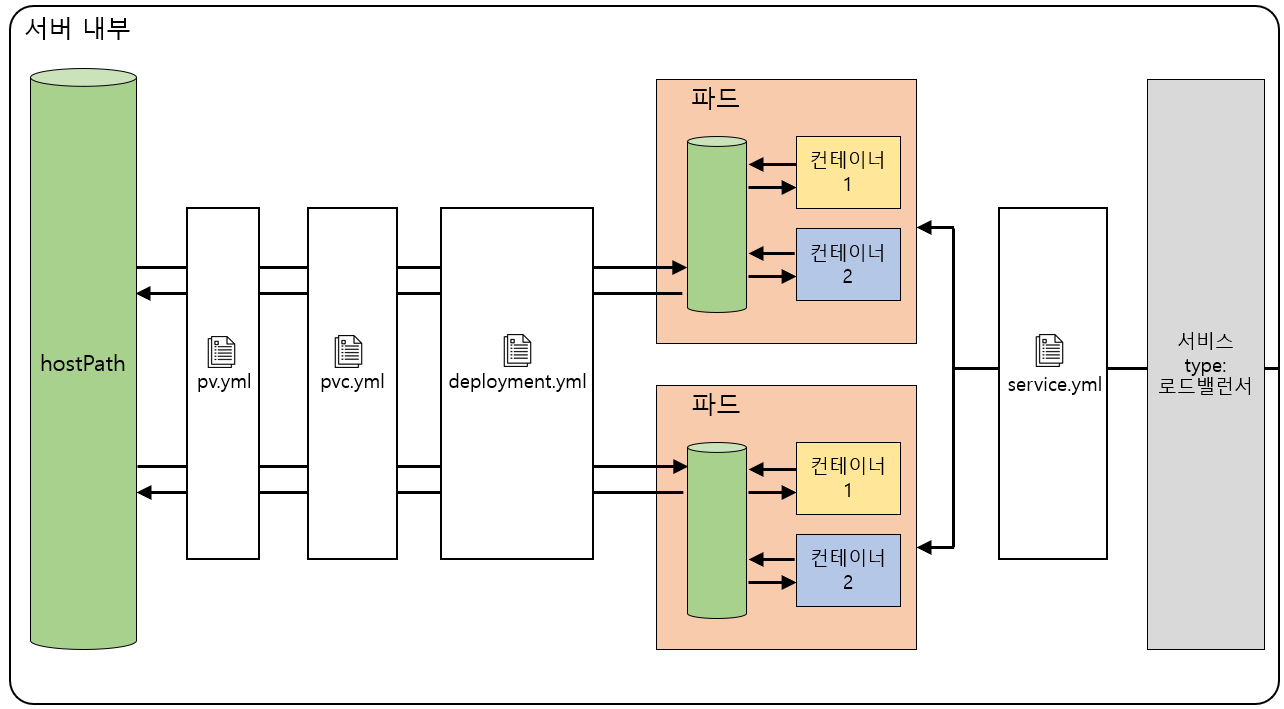 서버 내부
hostPath
pv.yml
pvc.yml
deployment.yml
파드
컨테이너
1
컨테이너
2
파드
컨테이너
1
컨테이너
2
service.yml
서비스
type:
로드밸런서